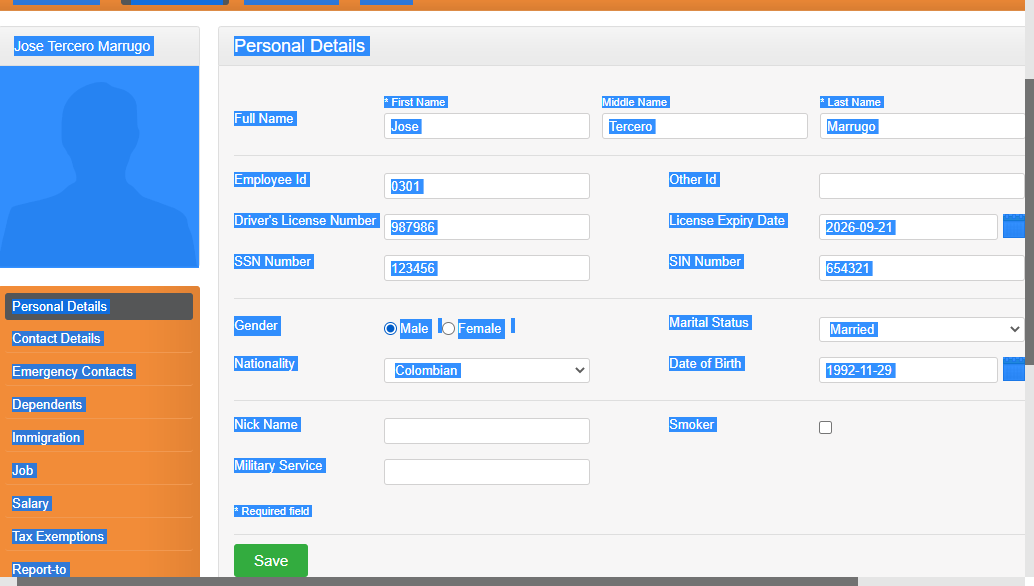 Jose Tercero Marrugo
Personal Details
Contact Details
Emergency Contacts
Dependents
Immigration
Job
Salary
Tax Exemptions
Report-to
Personal Details
* First Name Middle Name * Last Name
Full Name Jose Tercero Marrugo
Employee Id 0301 Other Id
Driver's License Number 987986 License Expiry Date 2026-09-21
SSN Number 123456 SIN Number 654321
Gender Male Female Marital Status Married
Nationality Colombian Date of Birth 1992-11-29
Nick Name Smoker
Military Service
* Required field
Save